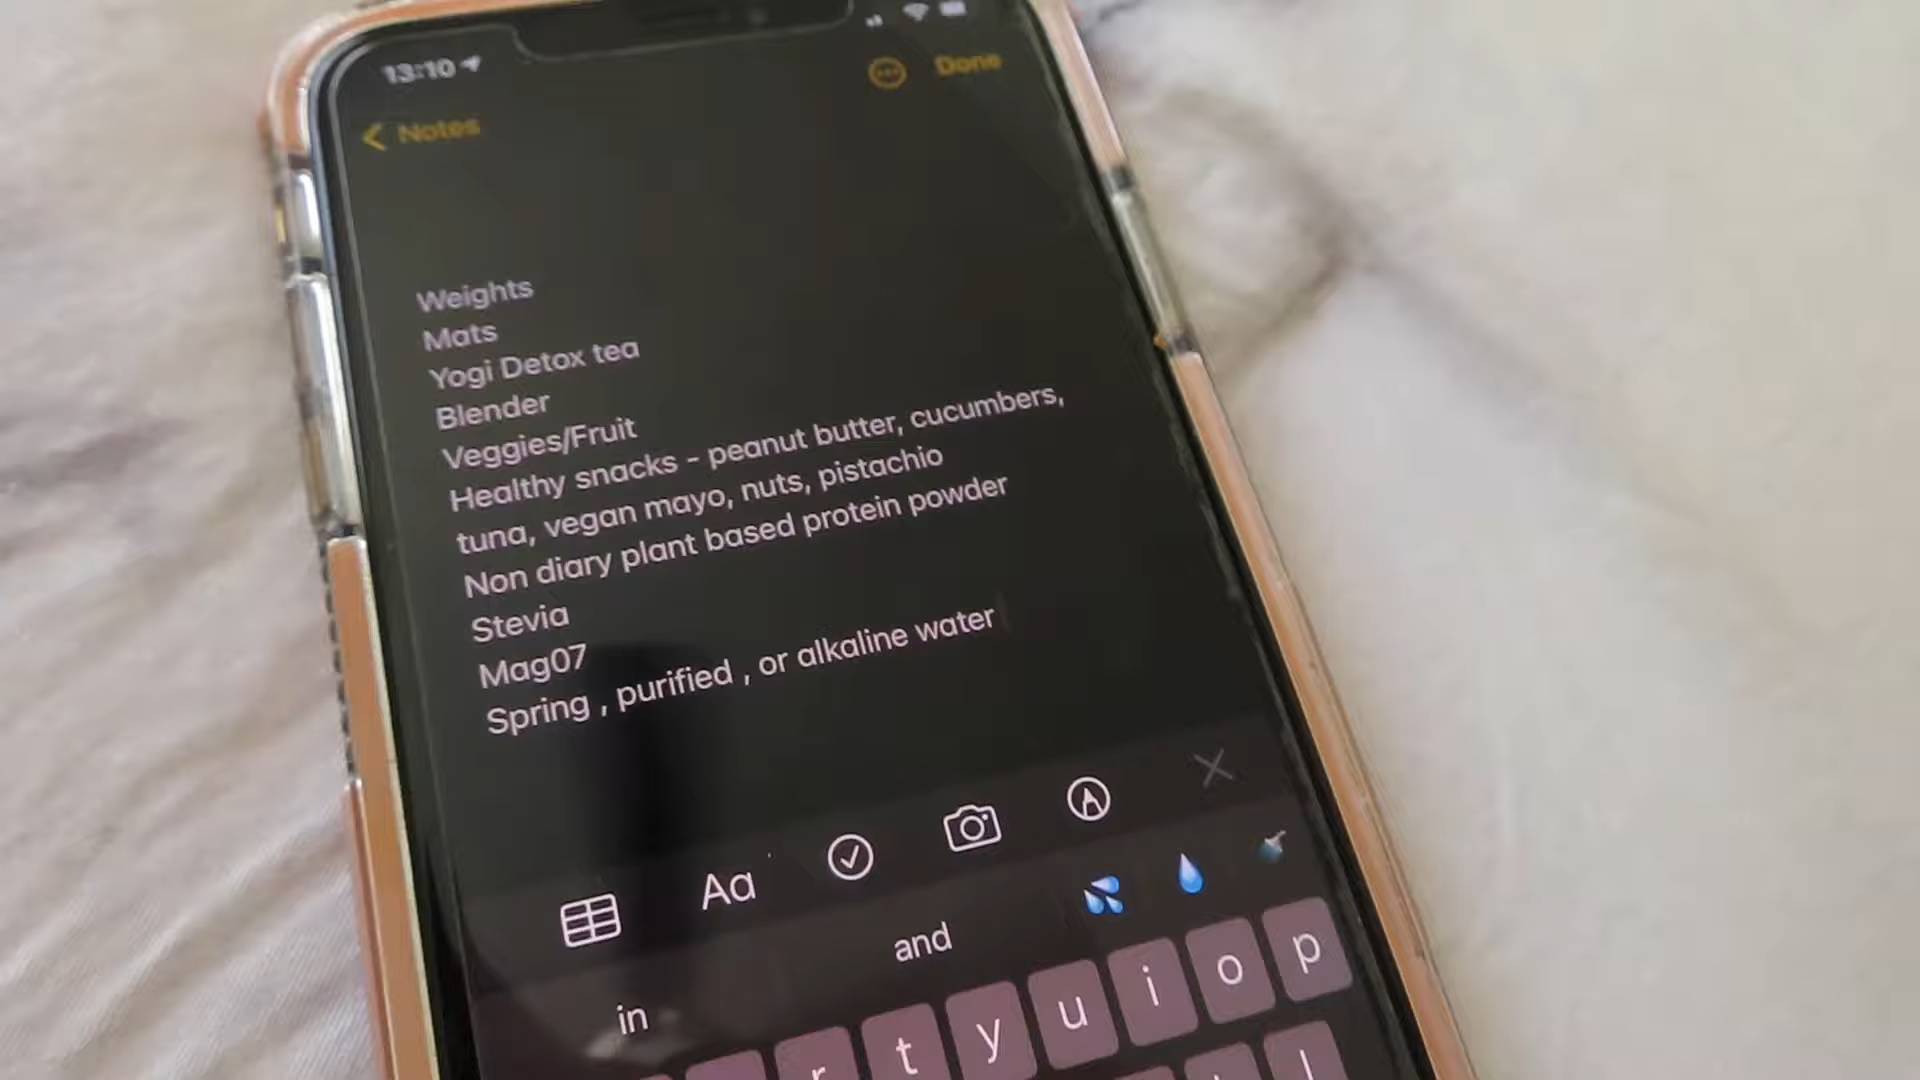 13:10
Done
Notes
Weights
Mats
Yogi Detox tea
Blender
Veggies/Fruit
Healthy snacks - peanut butter, cucumbers,
tuna, vegan mayo, nuts, pistachio
Non diary plant based protein powder
Stevia
Mag07
Spring , purified , or alkaline water
Aa
in and
r t y u i o p
l